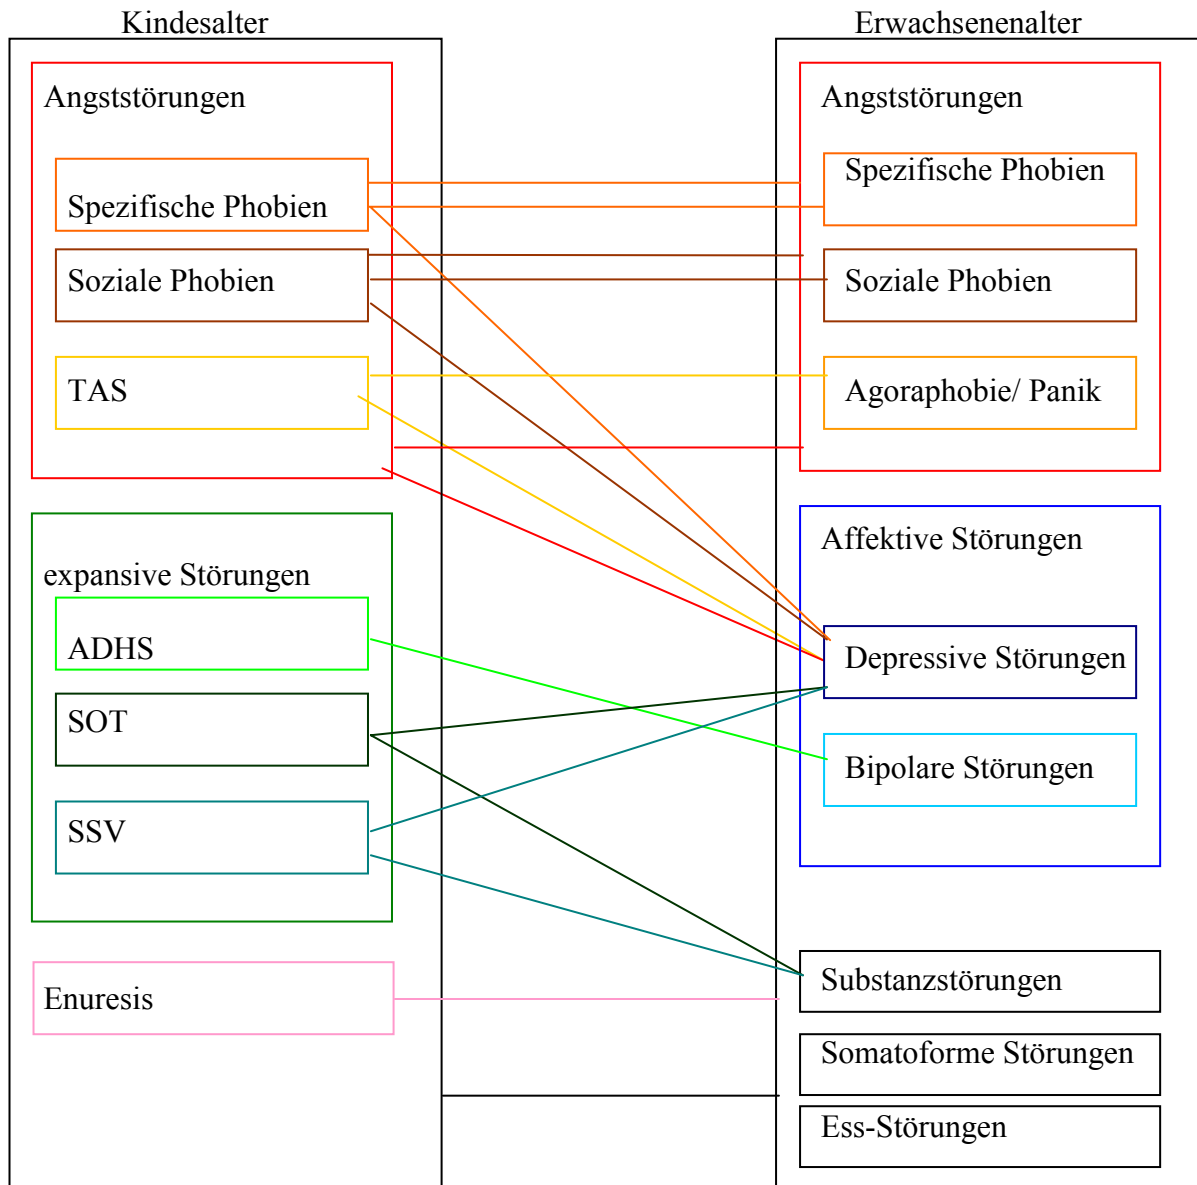 Kindesalter
Angststörungen
Spezifische Phobien
Soziale Phobien
TAS
expansive Störungen
ADHS
SOT
SSV
Enuresis
Erwachsenenalter
Angststörungen
Spezifische Phobien
Soziale Phobien
Agoraphobie/ Panik
Affektive Störungen
Depressive Störungen
Bipolare Störungen
Substanzstörungen
Somatoforme Störungen
Ess-Störungen